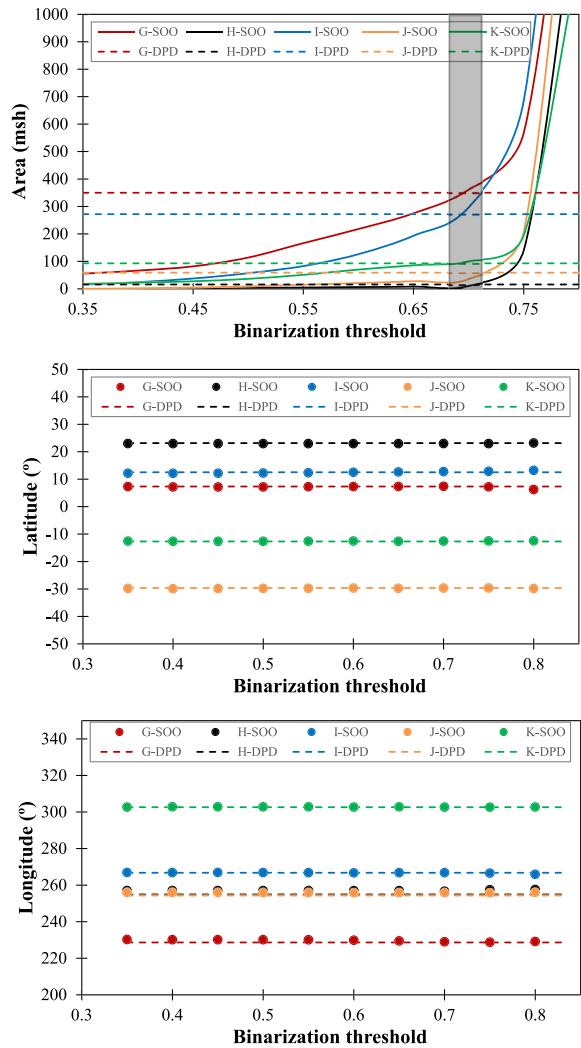 1000
900
800
700
600
500
400
300
200
100
0
Area (msh)
G-SOO H-SOO I-SOO J-SOO K-SOO
G-DPD H-DPD I-DPD J-DPD K-DPD
0.35 0.45 0.55 0.65 0.75
Binarization threshold
50
40
30
20
10
0
-10
-20
-30
-40
-50
Latitude (º)
G-SOO H-SOO I-SOO J-SOO K-SOO
G-DPD H-DPD I-DPD J-DPD K-DPD
0.3 0.4 0.5 0.6 0.7 0.8
Binarization threshold
340
320
300
280
260
240
220
200
Longitude (º)
G-SOO H-SOO I-SOO J-SOO K-SOO
G-DPD H-DPD I-DPD J-DPD K-DPD
0.3 0.4 0.5 0.6 0.7 0.8
Binarization threshold